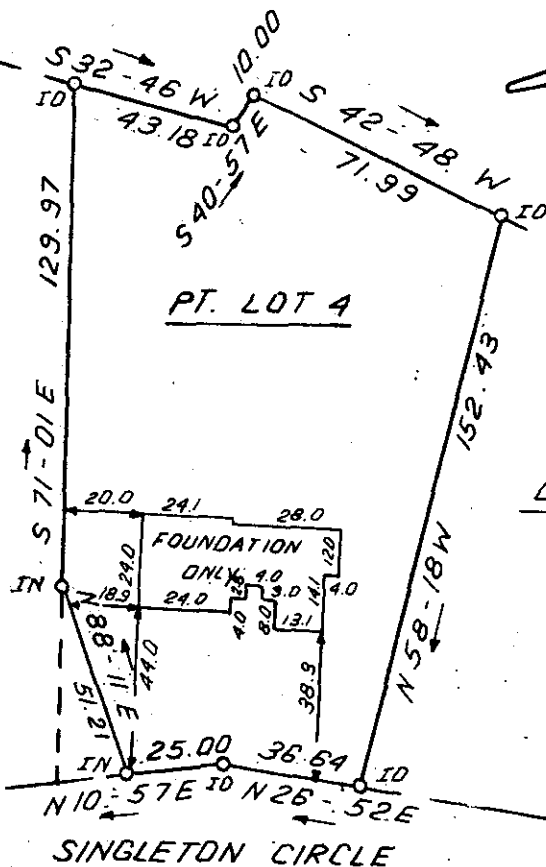 S 32-46 W
43.18
10.00
S 40-57 E
S 42-48 W
71.99
IO
IO
IO
IO
129.97
S 71-01 E
PT. LOT 4
152.43
N 58-18 W
L
20.0
24.1
28.0
FOUNDATION
ONLY
24.0
12.0
4.0
14.1
4.0
3.0
8.0
13.1
4.0
IN
18.9
24.0
N 88-11 E
51.21
44.0
38.9
IN
25.00
IO
36.64
IO
N 10-57 E
N 26-52 E
SINGLETON CIRCLE